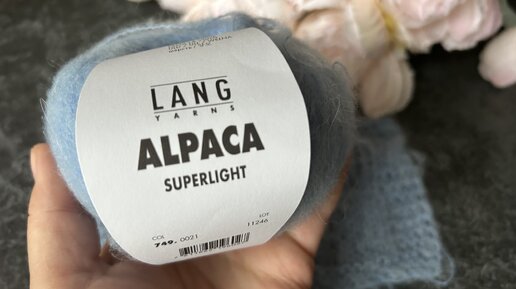 LANG
YARNS
ALPACA
SUPERLIGHT
COL
749. 0021
LOT
11246